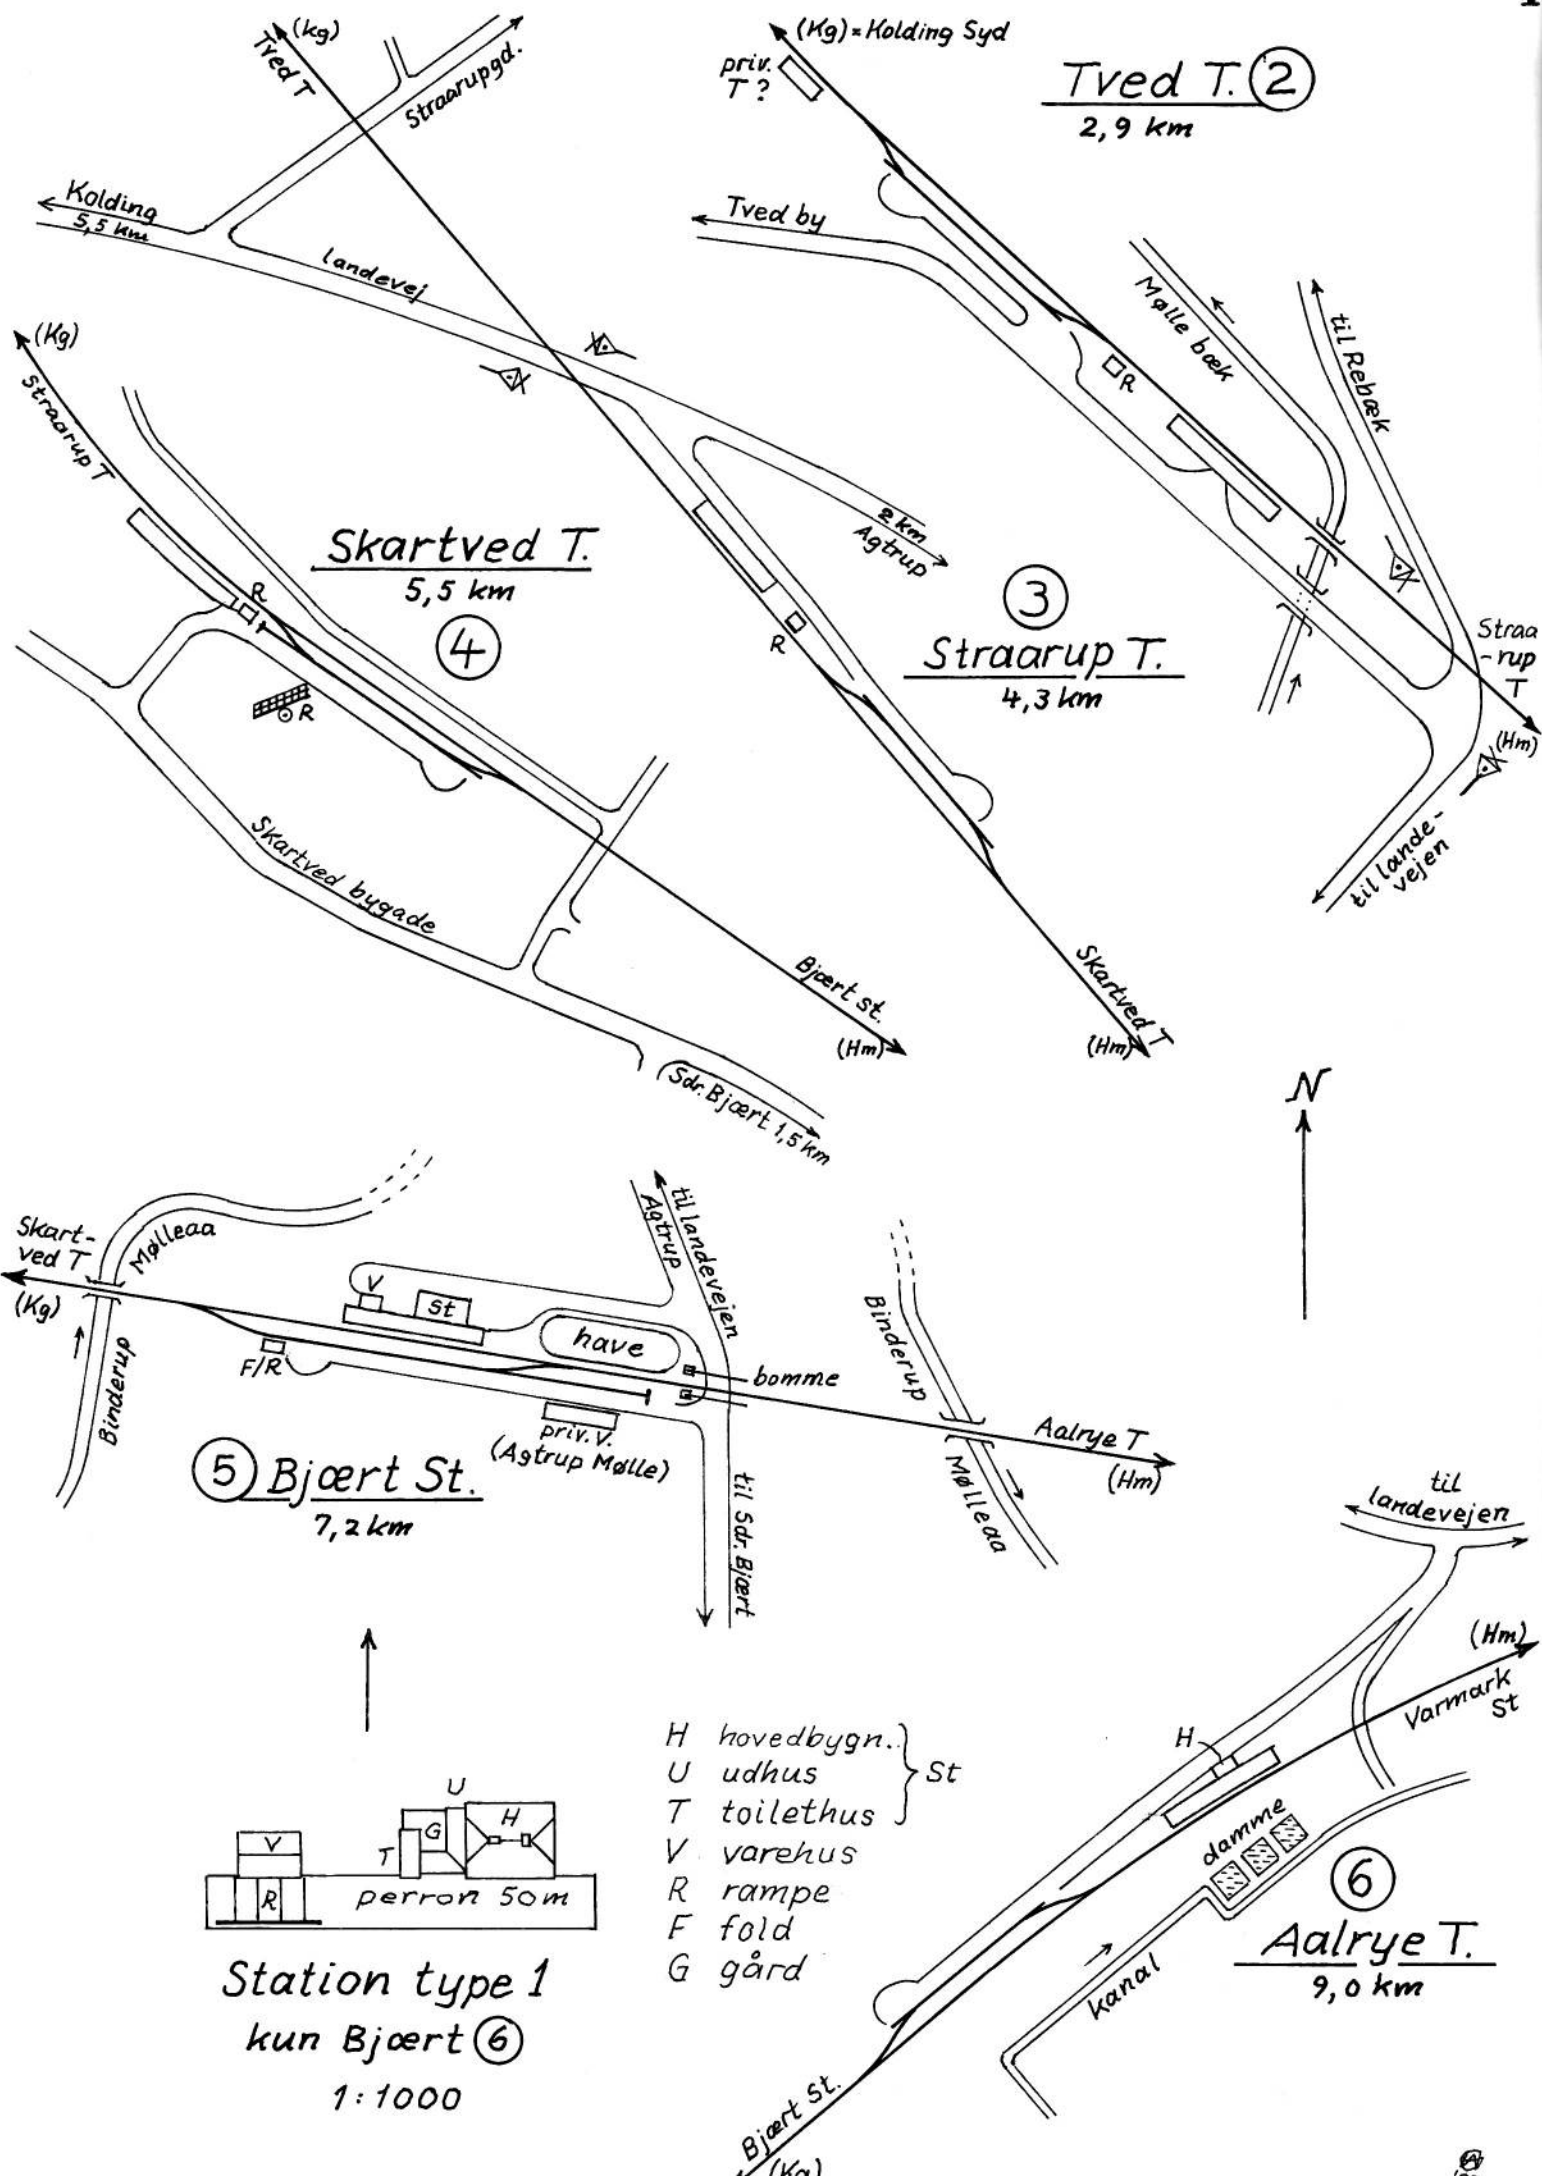 (Kg)
Tved T
Straarupgd.
Kolding
5,5 km
landevej
2 km
Agtrup
(Kg) = Holding Syd
priv.
T ?
Tved T. 2
2,9 km
Tved by
Mølle bæk
til Rebæk
R
Straa
-rup
T
(Hm)
til lande-
vejen
(Kg)
Straarup T
Skartved T.
5,5 km
4
R
R
Skartved bygade
Bjært st.
(Hm)
Sdr. Bjært 1,5 km
R
3
Straarup T.
4,3 km
Skartved T
(Hm)
N
Skart-
ved T
(Kg)
Mølleaa
Binderup
V
St
have
F/R
priv. V.
(Agtrup Mølle)
Agtrup
til landevejen
bomme
til Sdr. Bjært
Binderup
Mølleaa
Aalrye T
(Hm)
5 Bjært St.
7,2 km
til
landevejen
(Hm)
Varmark
St
H
damme
kanal
6
Aalrye T.
9,0 km
Bjært St.
(Kg)
U
H
G
T
V
R
perron 50m
Station type 1
kun Bjært 6
1:1000
H hovedbygn.
U udhus
T toilethus
St
V varehus
R rampe
F fold
G gård